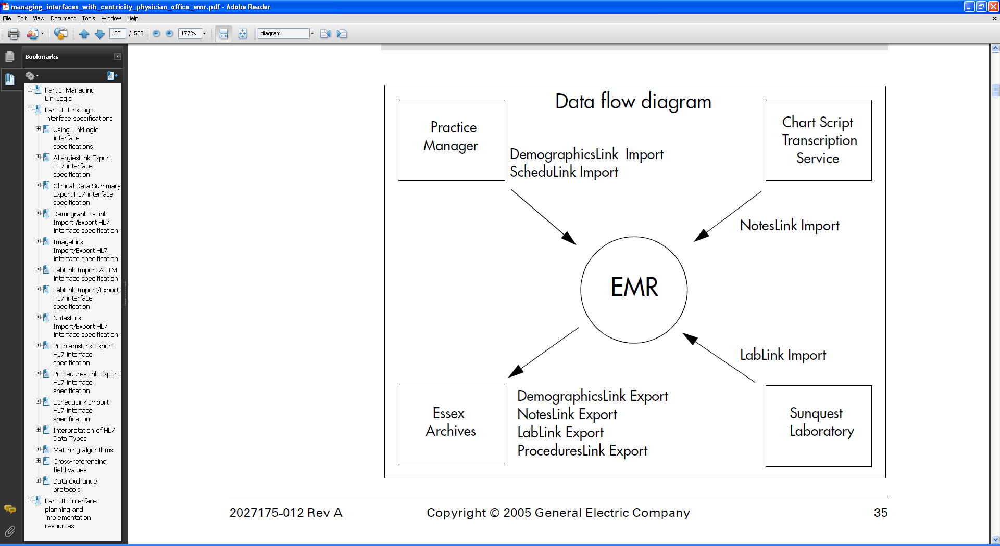 managing_interfaces_with_centricity_physician_office_emr.pdf - Adobe Reader
File Edit View Document Tools Window Help
35 / 532 177% diagram
Bookmarks
Part I: Managing
LinkLogic
Part II: LinkLogic
interface specifications
Using LinkLogic
interface
specifications
AllergiesLink Export
HL7 interface
specification
Clinical Data Summary
Export HL7 interface
specification
DemographicsLink
Import /Export HL7
interface specification
ImageLink
Import/Export HL7
interface specification
LabLink Import ASTM
interface specification
LabLink Import/Export
HL7 interface
specification
NotesLink
Import/Export HL7
interface specification
ProblemsLink Export
HL7 interface
specification
ProceduresLink Export
HL7 interface
specification
ScheduLink Import
HL7 interface
specification
Interpretation of HL7
Data Types
Matching algorithms
Cross-referencing
field values
Data exchange
protocols
Part III: Interface
planning and
implementation
resources
Data flow diagram
Practice
Manager
DemographicsLink Import
ScheduLink Import
Chart Script
Transcription
Service
NotesLink Import
EMR
LabLink Import
Essex
Archives
DemographicsLink Export
NotesLink Export
LabLink Export
ProceduresLink Export
Sunquest
Laboratory
2027175-012 Rev A Copyright © 2005 General Electric Company 35